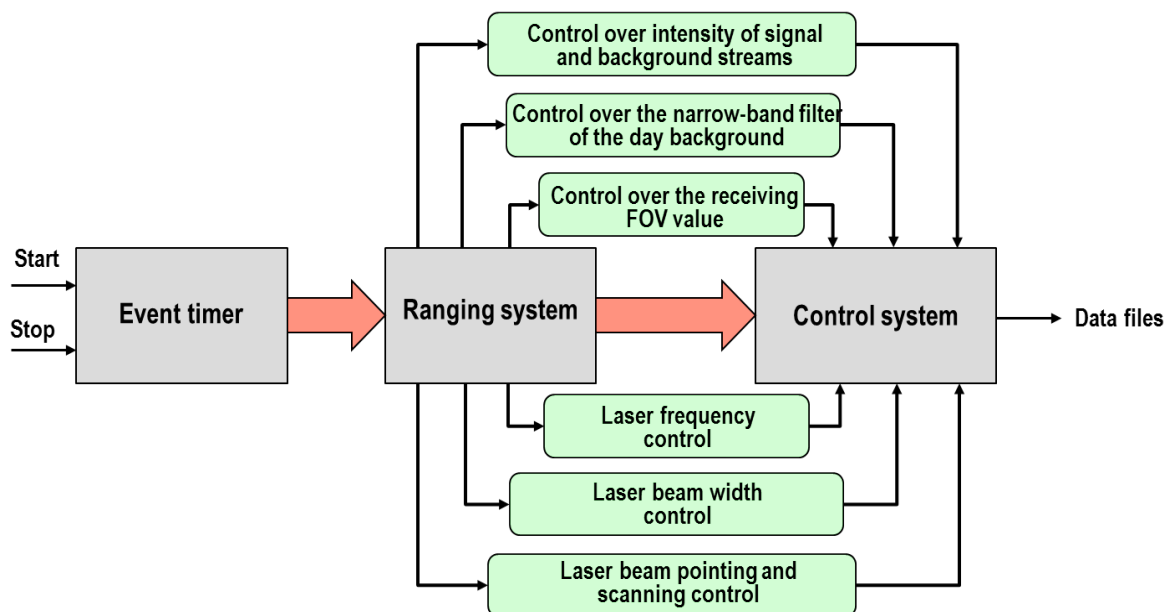 Control over intensity of signal
and background streams
Control over the narrow-band filter
of the day background
Control over the receiving
FOV value
Start
Stop
Event timer
Ranging system
Control system
Data files
Laser frequency
control
Laser beam width
control
Laser beam pointing and
scanning control